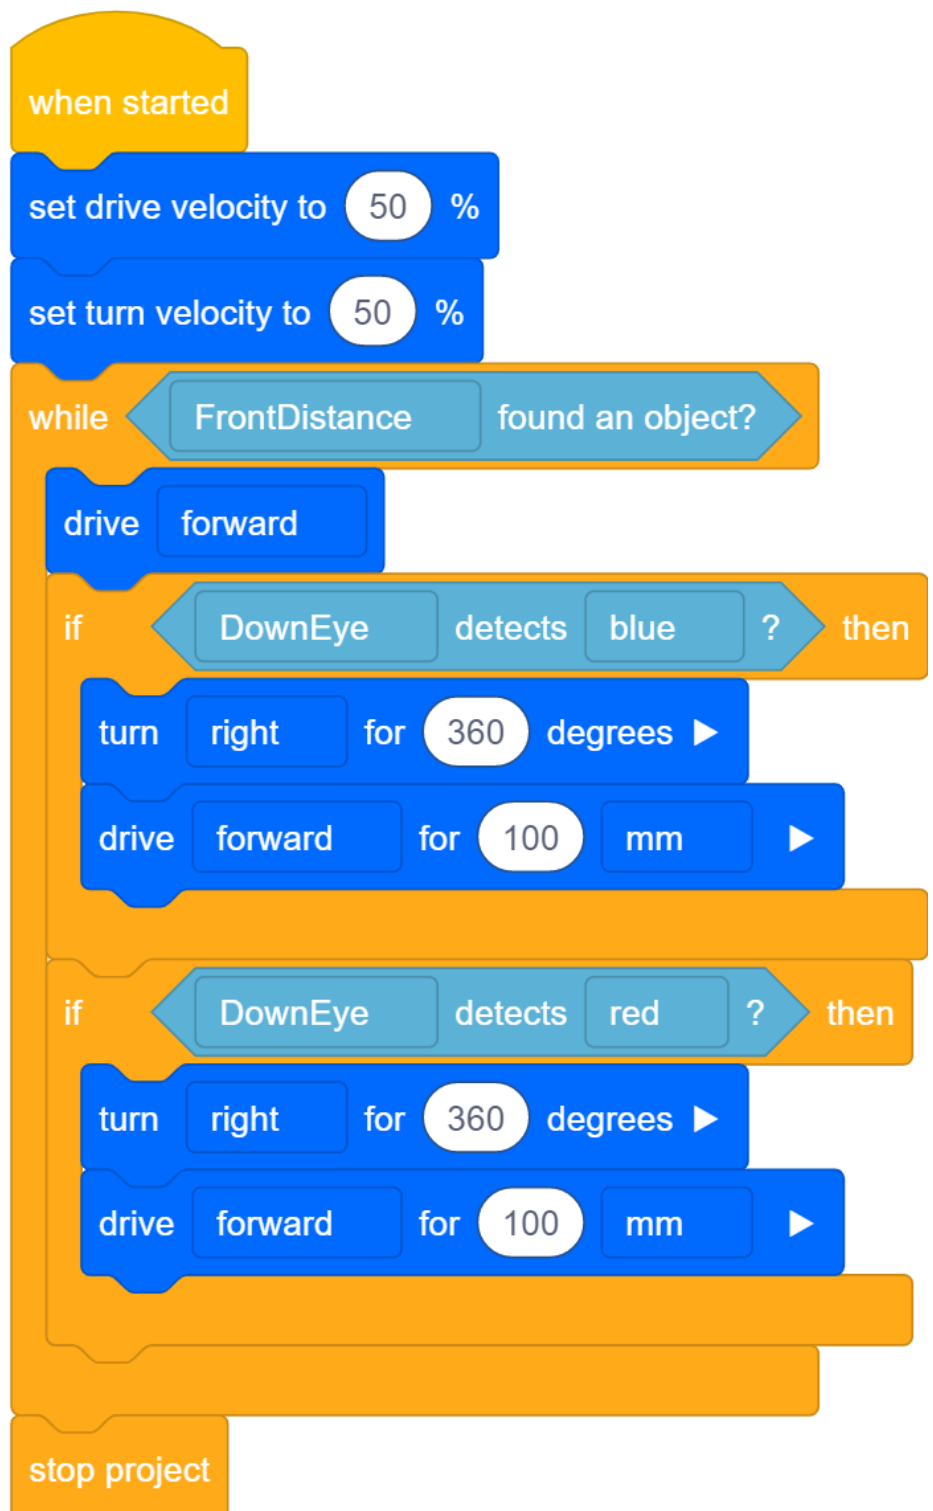 when started
set drive velocity to 50 %
set turn velocity to 50 %
while FrontDistance found an object?
drive forward
if DownEye detects blue ? then
turn right for 360 degrees
drive forward for 100 mm
if DownEye detects red ? then
turn right for 360 degrees
drive forward for 100 mm
stop project